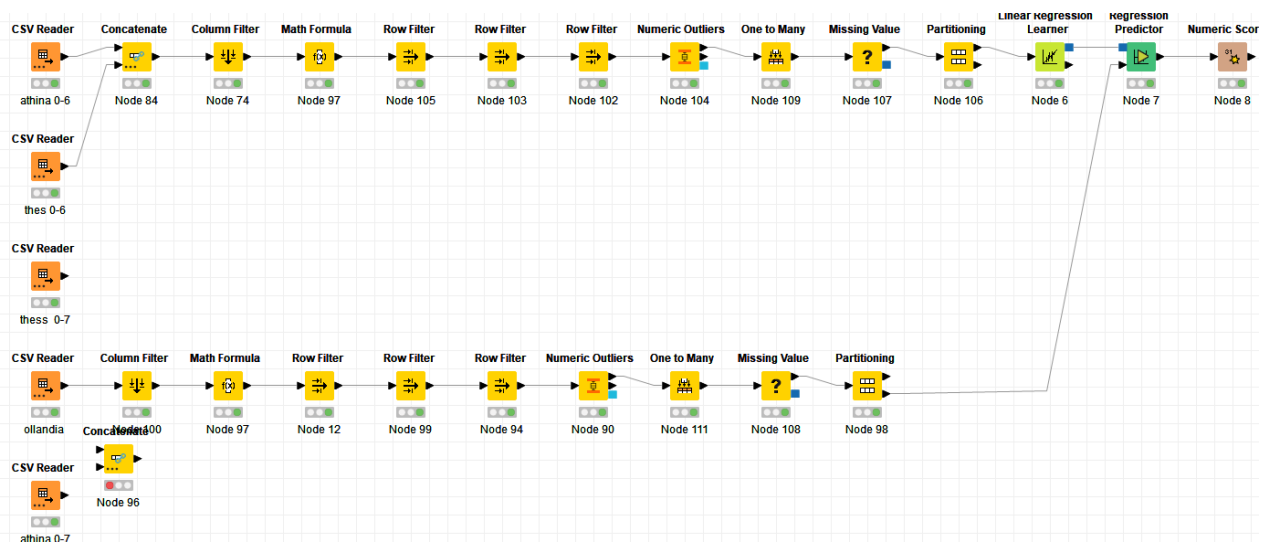 Linear Regression Regression
CSV Reader Concatenate Column Filter Math Formula Row Filter Row Filter Row Filter Numeric Outliers One to Many Missing Value Partitioning Learner Predictor Numeric Scor
athina 0-6 Node 84 Node 74 Node 97 Node 105 Node 103 Node 102 Node 104 Node 109 Node 107 Node 106 Node 6 Node 7 Node 8
CSV Reader
thes 0-6
CSV Reader
thess 0-7
CSV Reader Column Filter Math Formula Row Filter Row Filter Row Filter Numeric Outliers One to Many Missing Value Partitioning
ollandia Node 100 Node 97 Node 12 Node 99 Node 94 Node 90 Node 111 Node 108 Node 98
Concatenate
CSV Reader
Node 96
athina 0-7